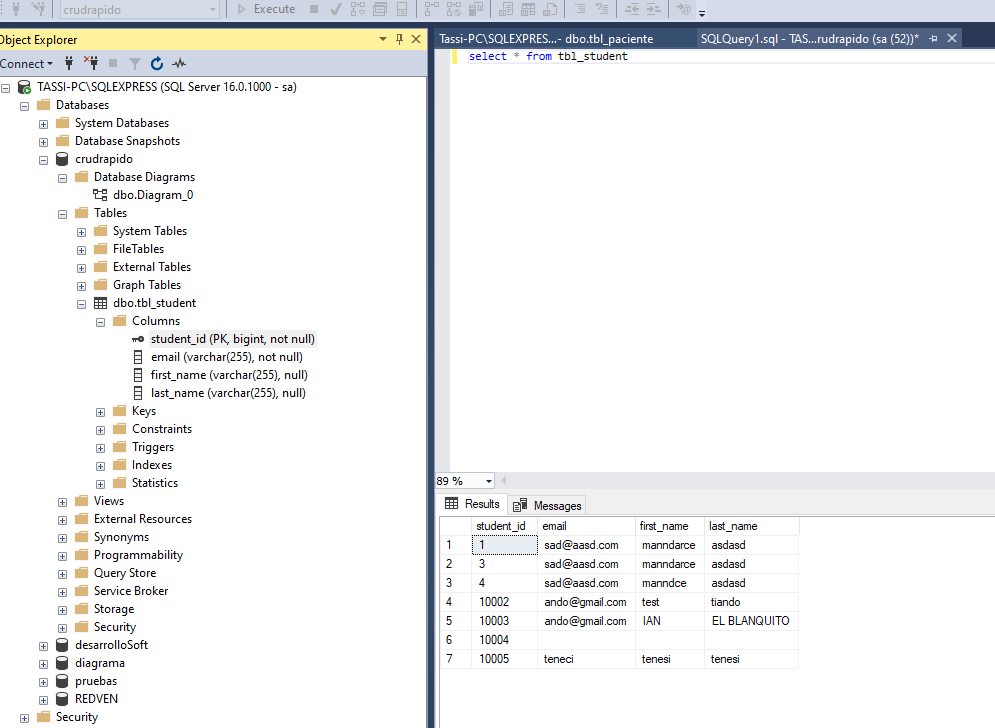 crudrapido Execute
Object Explorer
Connect
TASSI-PC\SQLEXPRESS (SQL Server 16.0.1000 - sa)
Databases
System Databases
Database Snapshots
crudrapido
Database Diagrams
dbo.Diagram_0
Tables
System Tables
FileTables
External Tables
Graph Tables
dbo.tbl_student
Columns
student_id (PK, bigint, not null)
email (varchar(255), not null)
first_name (varchar(255), null)
last_name (varchar(255), null)
Keys
Constraints
Triggers
Indexes
Statistics
Views
External Resources
Synonyms
Programmability
Query Store
Service Broker
Storage
Security
desarrolloSoft
diagrama
pruebas
REDVEN
Security
Tassi-PC\SQLEXPRES...- dbo.tbl_paciente SQLQuery1.sql - TAS...rudrapido (sa (52))*
select * from tbl_student
89 %
Results Messages
student_id email first_name last_name
1 1 sad@aasd.com manndarce asdasd
2 3 sad@aasd.com manndarce asdasd
3 4 sad@aasd.com manndce asdasd
4 10002 ando@gmail.com test tiando
5 10003 ando@gmail.com IAN EL BLANQUITO
6 10004
7 10005 teneci tenesi tenesi